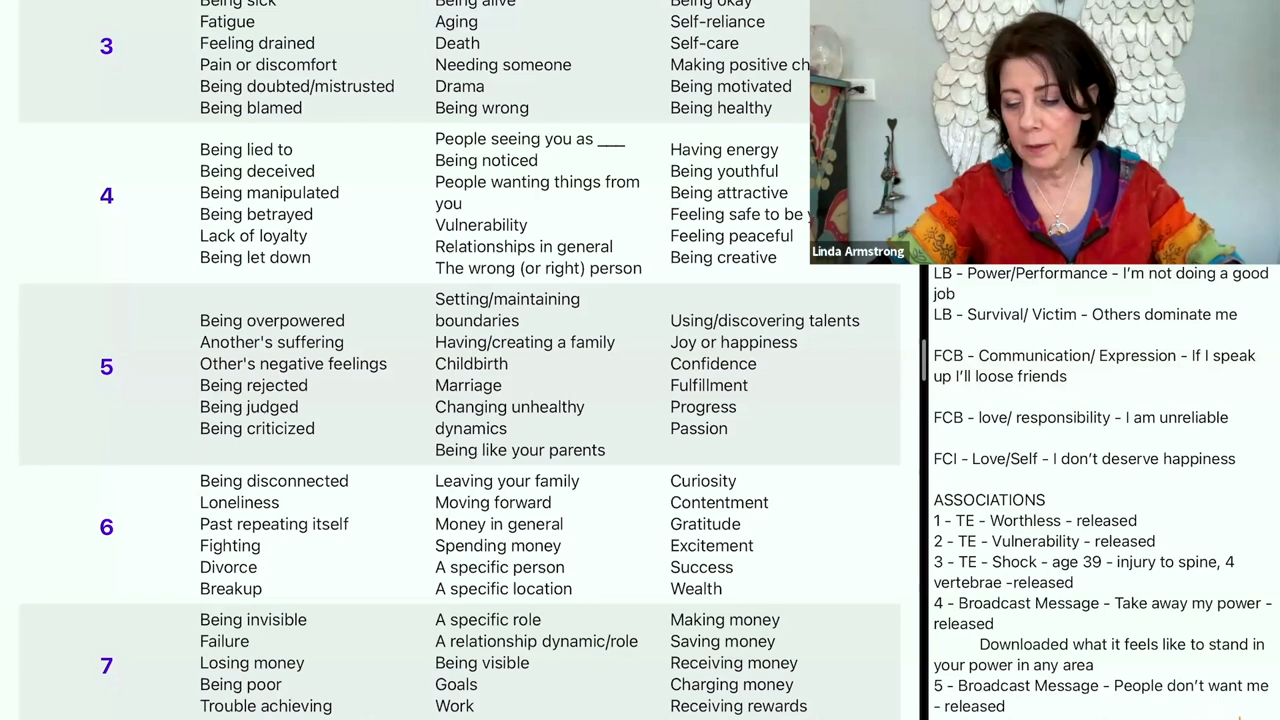 Being sick
Fatigue
Feeling drained
Pain or discomfort
Being doubted/mistrusted
Being blamed
Being alive
Aging
Death
Needing someone
Drama
Being wrong
Being okay
Self-reliance
Self-care
Making positive ch
Being motivated
Being healthy
3
Being lied to
Being deceived
Being manipulated
Being betrayed
Lack of loyalty
Being let down
People seeing you as ___
Being noticed
People wanting things from
you
Vulnerability
Relationships in general
The wrong (or right) person
Having energy
Being youthful
Being attractive
Feeling safe to be y
Feeling peaceful
Being creative
4
Being overpowered
Another's suffering
Other's negative feelings
Being rejected
Being judged
Being criticized
Setting/maintaining
boundaries
Having/creating a family
Childbirth
Marriage
Changing unhealthy
dynamics
Being like your parents
Using/discovering talents
Joy or happiness
Confidence
Fulfillment
Progress
Passion
5
Being disconnected
Loneliness
Past repeating itself
Fighting
Divorce
Breakup
Leaving your family
Moving forward
Money in general
Spending money
A specific person
A specific location
Curiosity
Contentment
Gratitude
Excitement
Success
Wealth
6
Being invisible
Failure
Losing money
Being poor
Trouble achieving
A specific role
A relationship dynamic/role
Being visible
Goals
Work
Making money
Saving money
Receiving money
Charging money
Receiving rewards
7
Linda Armstrong
LB - Power/Performance - I'm not doing a good
job
LB - Survival/ Victim - Others dominate me
FCB - Communication/ Expression - If I speak
up I'll loose friends
FCB - love/ responsibility - I am unreliable
FCI - Love/Self - I don't deserve happiness
ASSOCIATIONS
1 - TE - Worthless - released
2 - TE - Vulnerability - released
3 - TE - Shock - age 39 - injury to spine, 4
vertebrae -released
4 - Broadcast Message - Take away my power -
released
Downloaded what it feels like to stand in
your power in any area
5 - Broadcast Message - People don't want me
- released